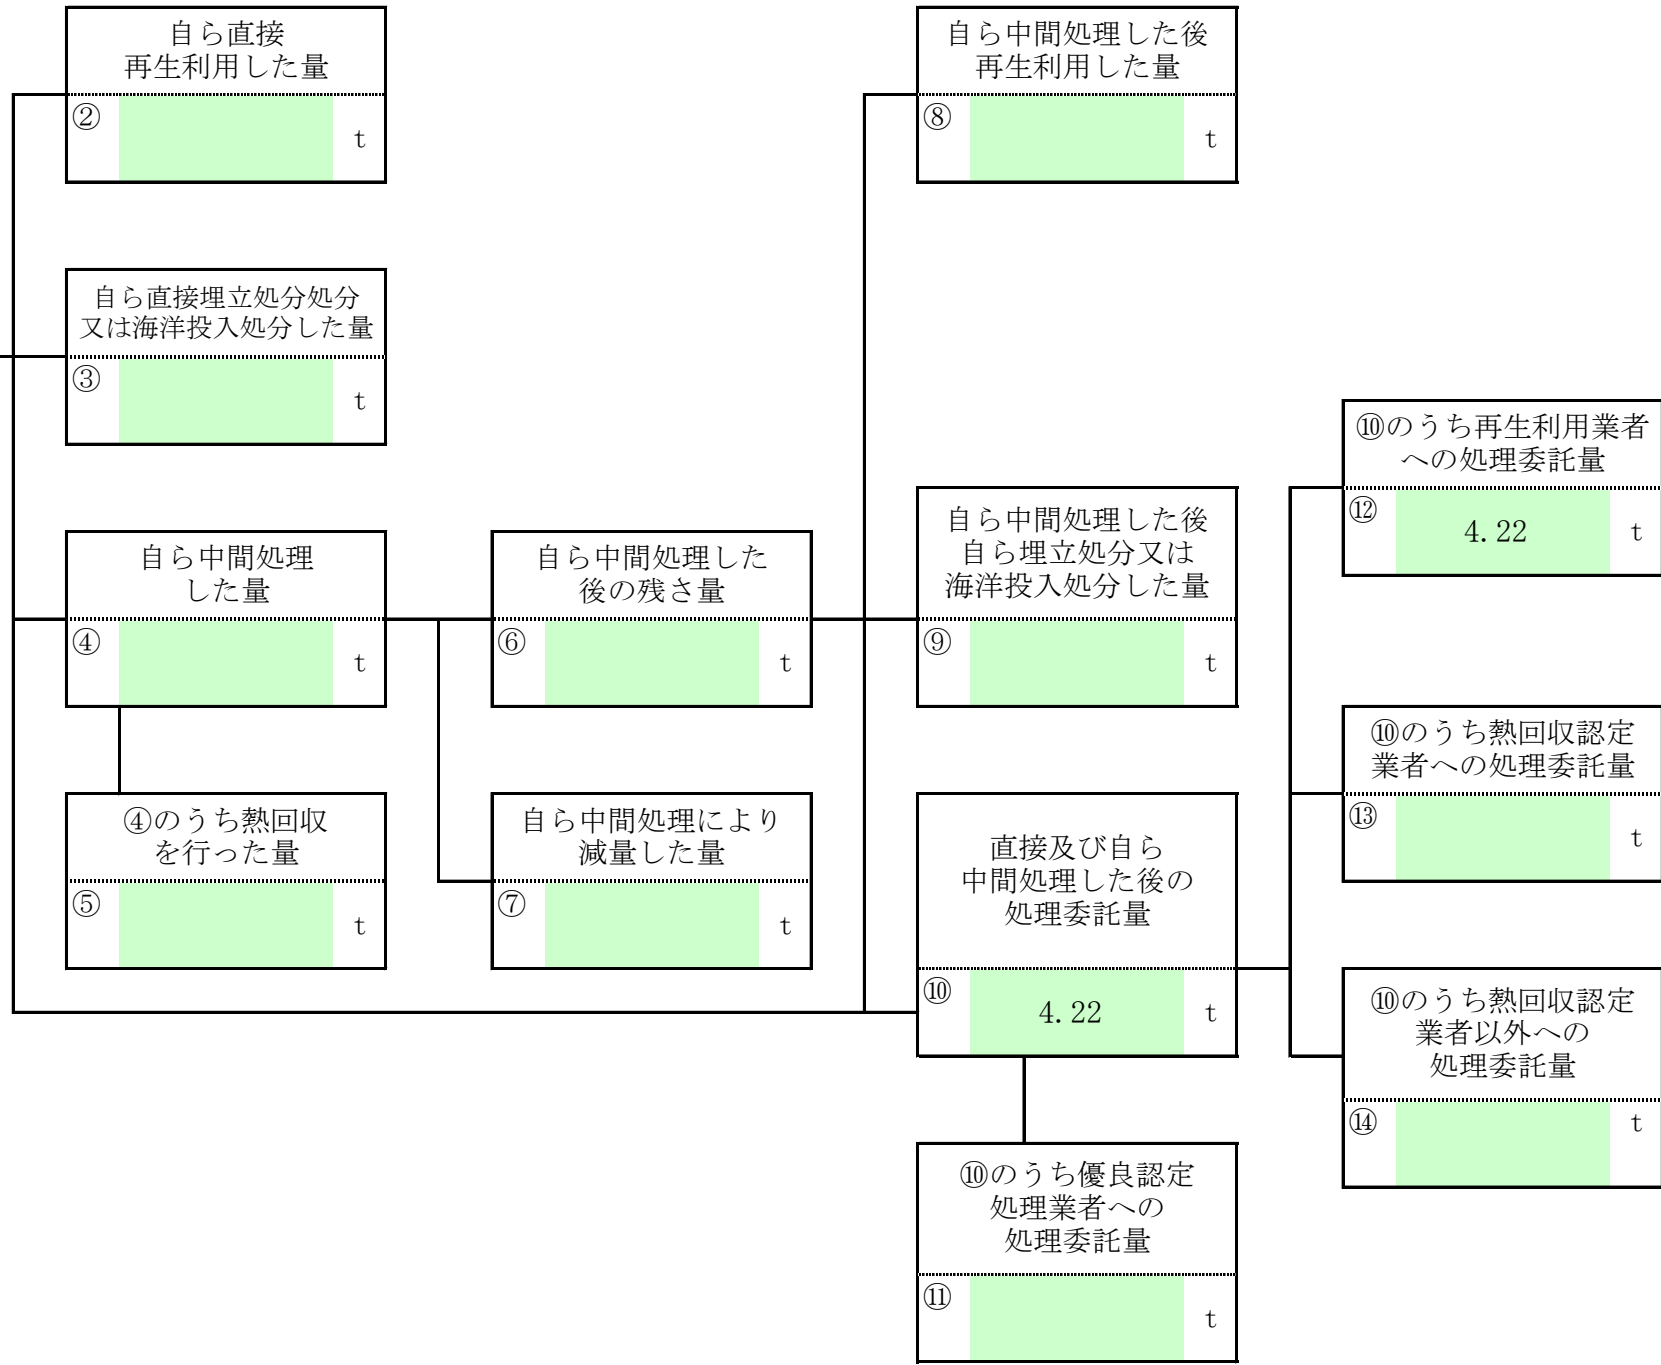 自ら直接
再生利用した量
②
t
自ら中間処理した後
再生利用した量
⑧
t
自ら直接埋立処分処分
又は海洋投入処分した量
③
t
⑩のうち再生利用業者
への処理委託量
⑫
4.22
t
自ら中間処理
した量
④
t
自ら中間処理した
後の残さ量
⑥
t
自ら中間処理した後
自ら埋立処分又は
海洋投入処分した量
⑨
t
⑩のうち熱回収認定
業者への処理委託量
⑬
t
④のうち熱回収
を行った量
⑤
t
自ら中間処理により
減量した量
⑦
t
直接及び自ら
中間処理した後の
処理委託量
⑩
4.22
t
⑩のうち熱回収認定
業者以外への
処理委託量
⑭
t
⑩のうち優良認定
処理業者への
処理委託量
⑪
t